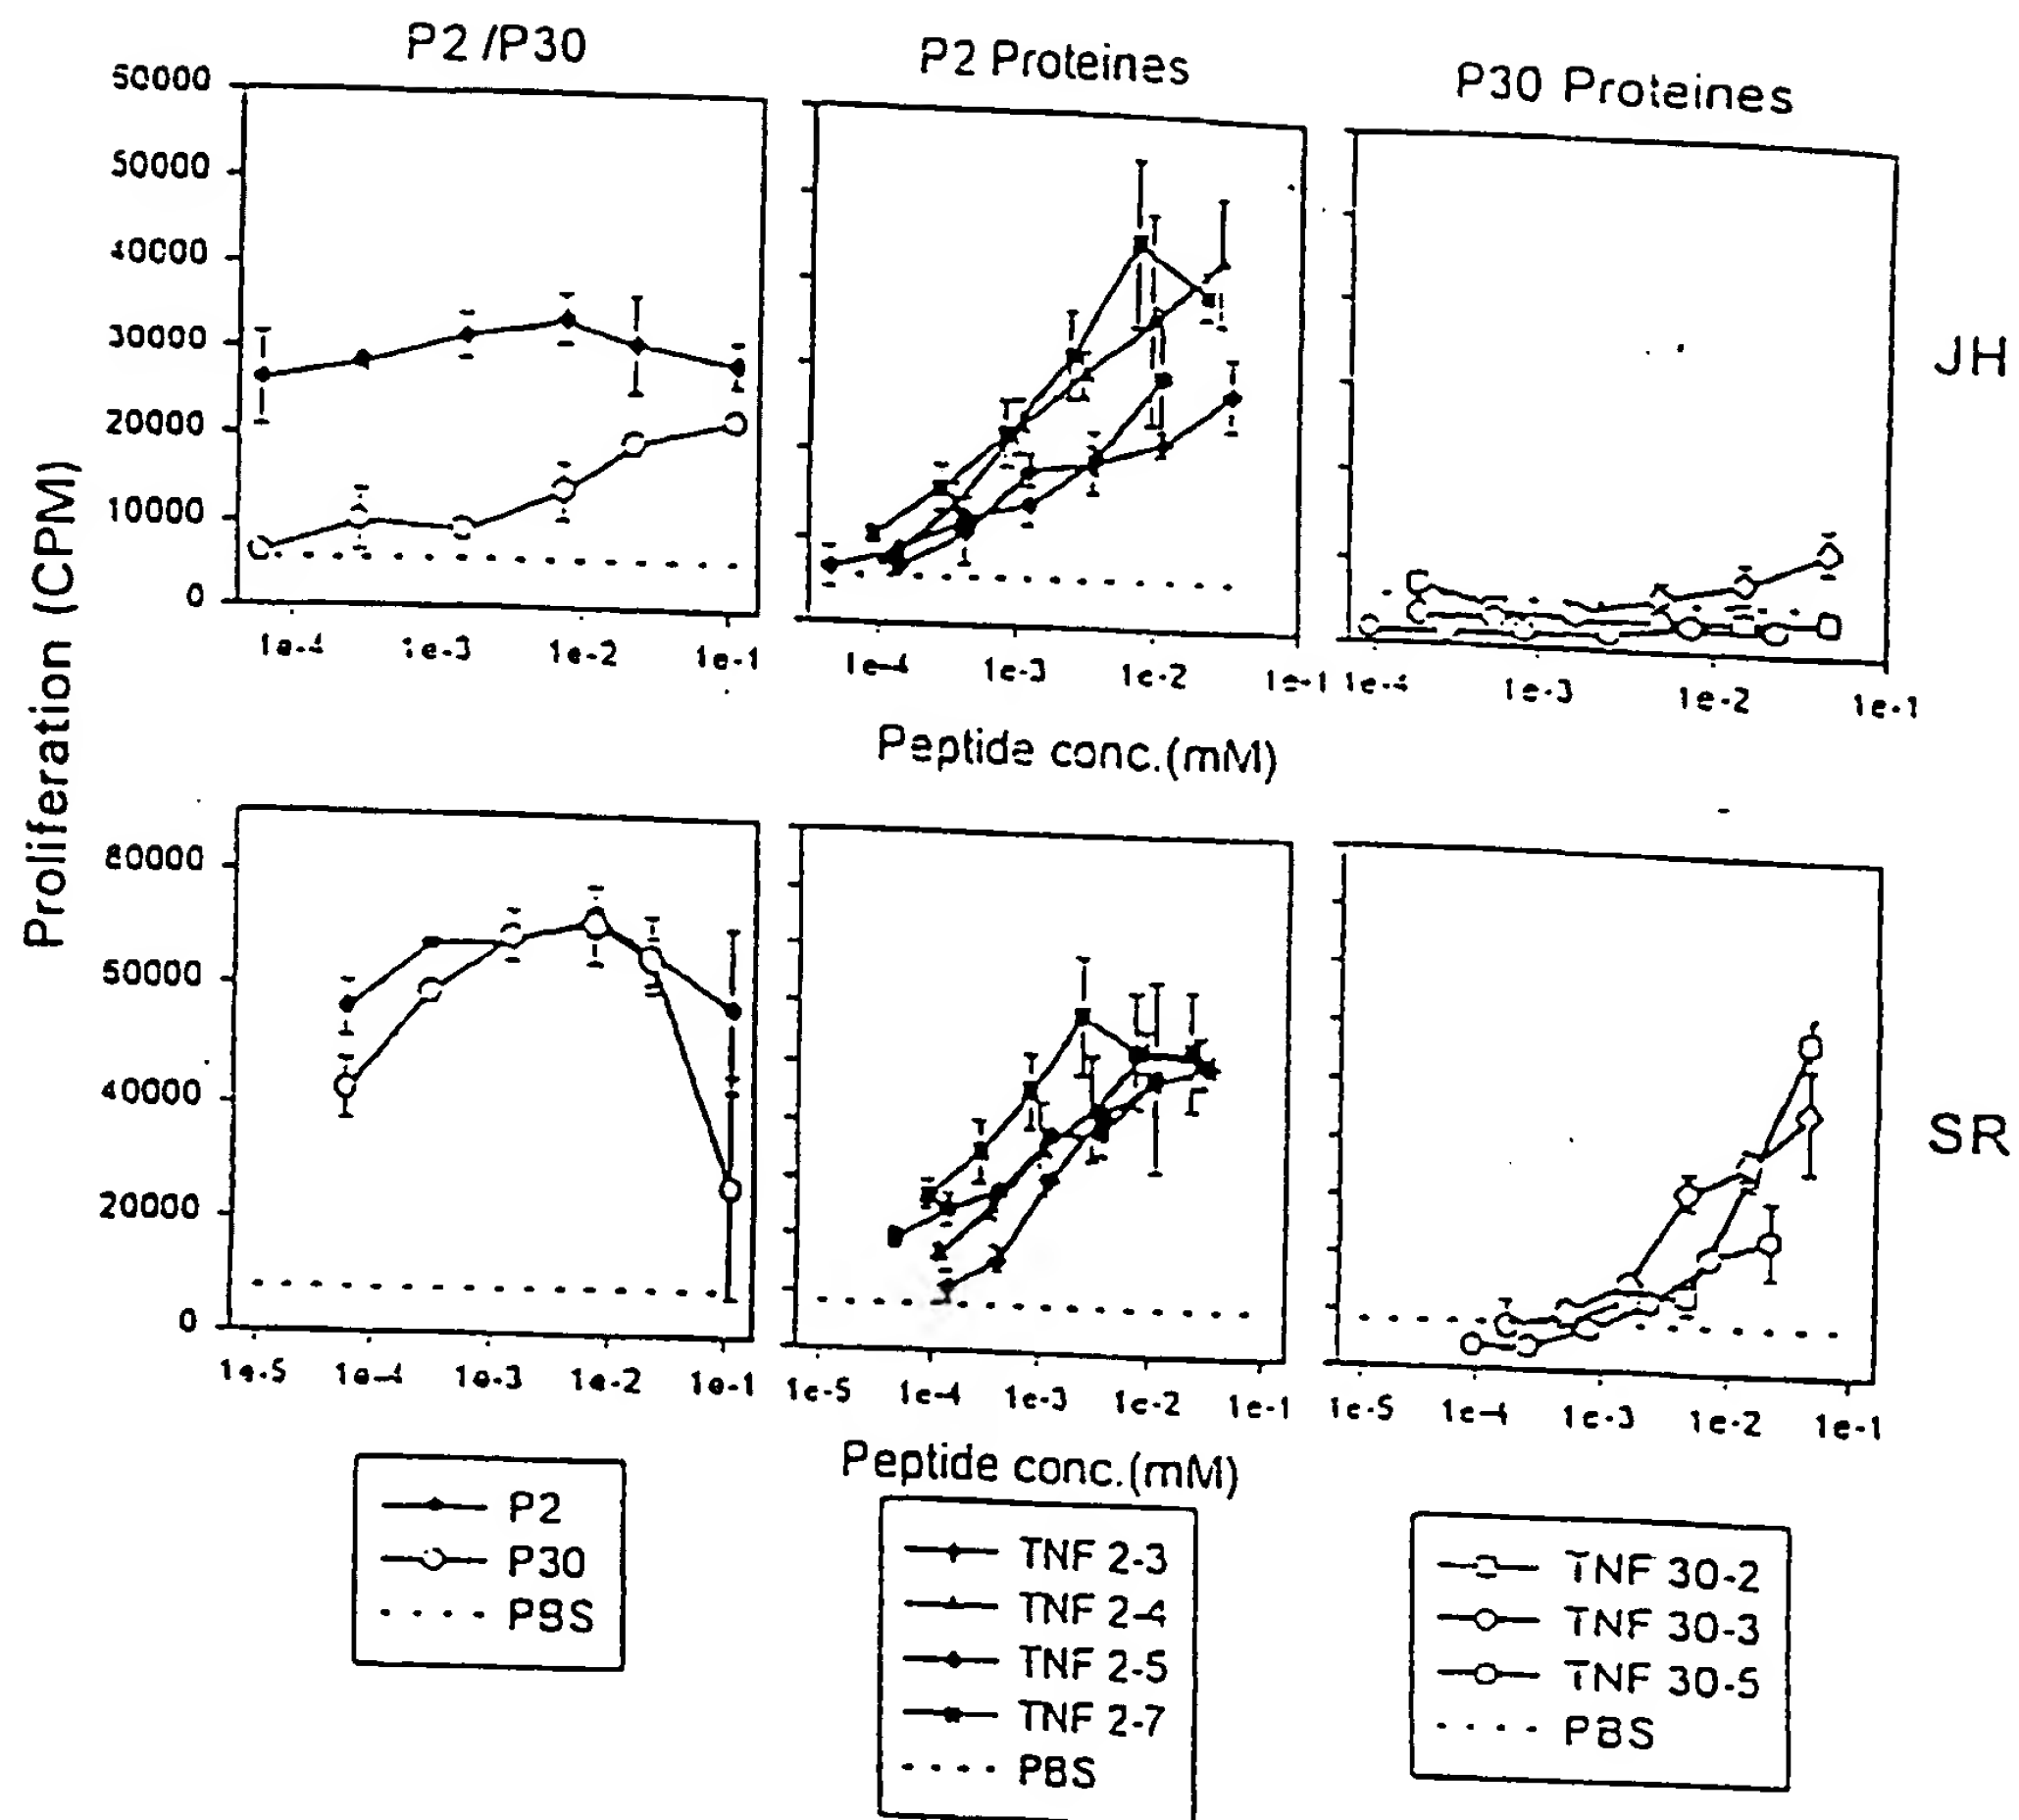 P2 /P30
P2 Proteines
P30 Proteines
Proliferation (CPM)
50000
50000
40000
30000
20000
10000
0
1e-4 1e-3 1e-2 1e-1
1e-4 1e-3 1e-2 1e-1
1e-4 1e-3 1e-2 1e-1
JH
Peptide conc.(mM)
80000
50000
40000
20000
0
1e-5 1e-4 1e-3 1e-2 1e-1
1e-5 1e-4 1e-3 1e-2 1e-1
1e-5 1e-4 1e-3 1e-2 1e-1
SR
Peptide conc.(mM)
P2
P30
PBS
TNF 2-3
TNF 2-4
TNF 2-5
TNF 2-7
PBS
TNF 30-2
TNF 30-3
TNF 30-5
PBS